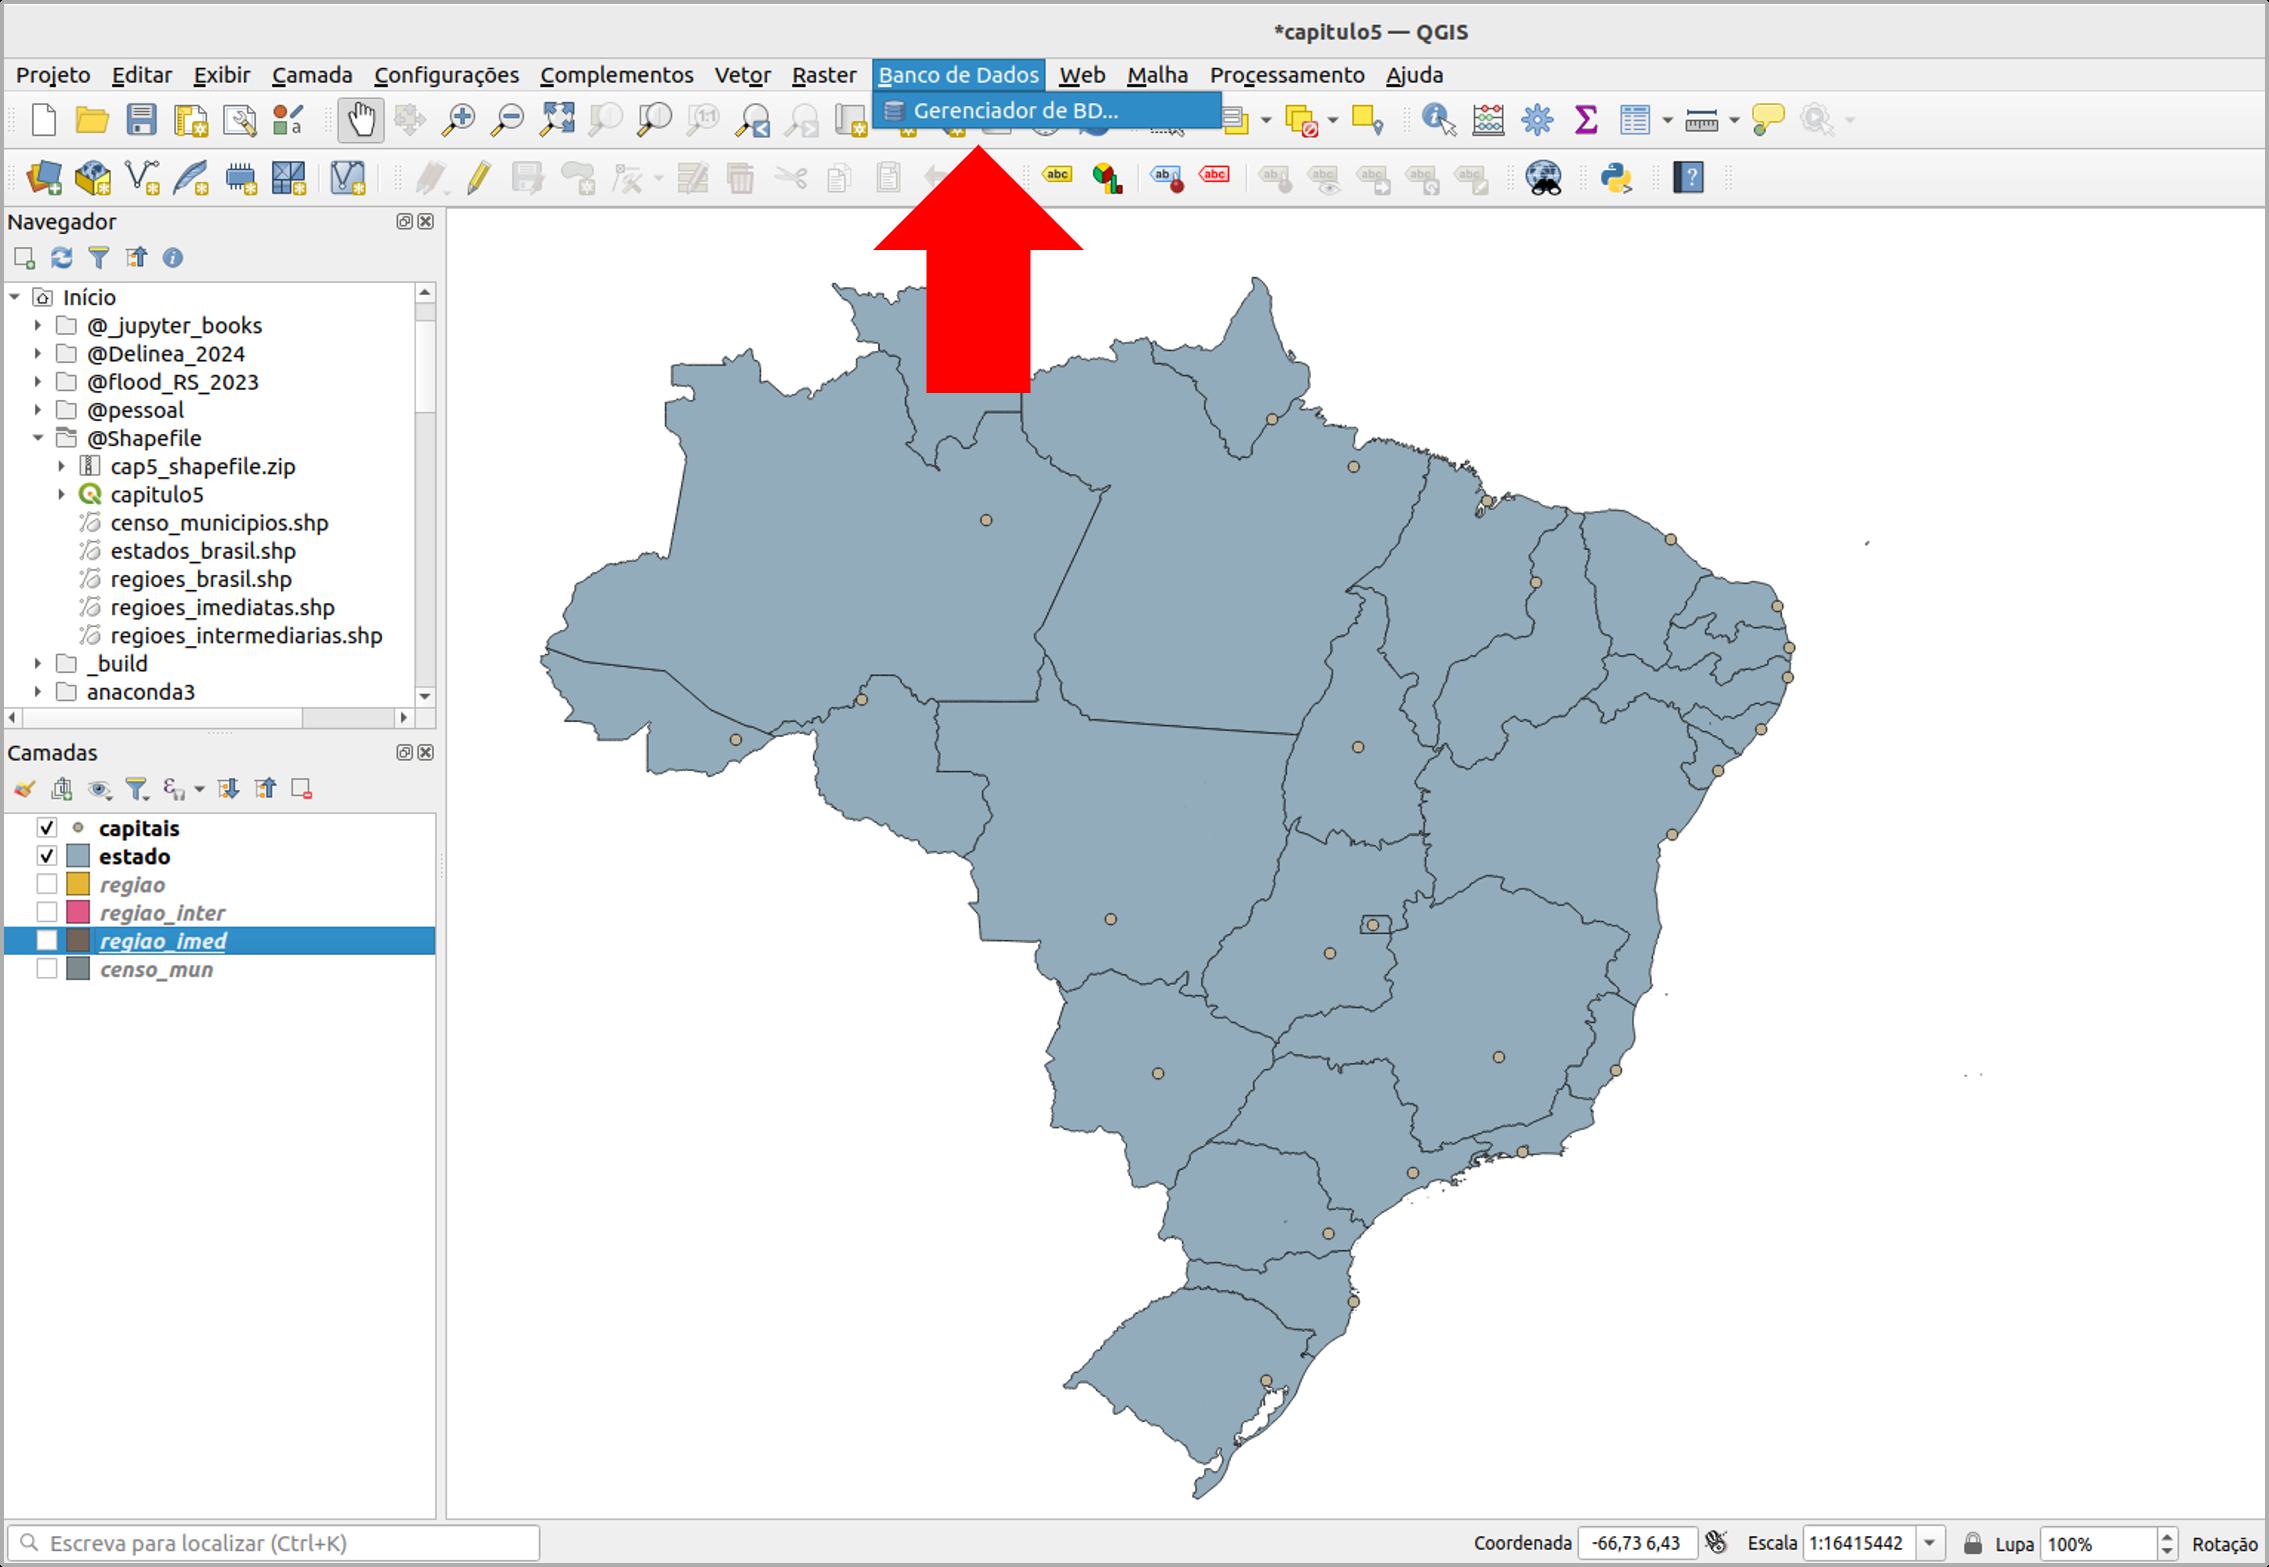 *capitulo5 — QGIS
Projeto Editar Exibir Camada Configurações Complementos Vetor Raster Banco de Dados Web Malha Processamento Ajuda
Gerenciador de BD...
Navegador
Início
@_jupyter_books
@Delinea_2024
@flood_RS_2023
@pessoal
@Shapefile
cap5_shapefile.zip
capitulo5
censo_municipios.shp
estados_brasil.shp
regioes_brasil.shp
regioes_imediatas.shp
regioes_intermediarias.shp
_build
anaconda3
Camadas
capitais
estado
regiao
regiao_inter
regiao_imed
censo_mun
Escreva para localizar (Ctrl+K) Coordenada -66,73 6,43 Escala 1:16415442 Lupa 100% Rotação